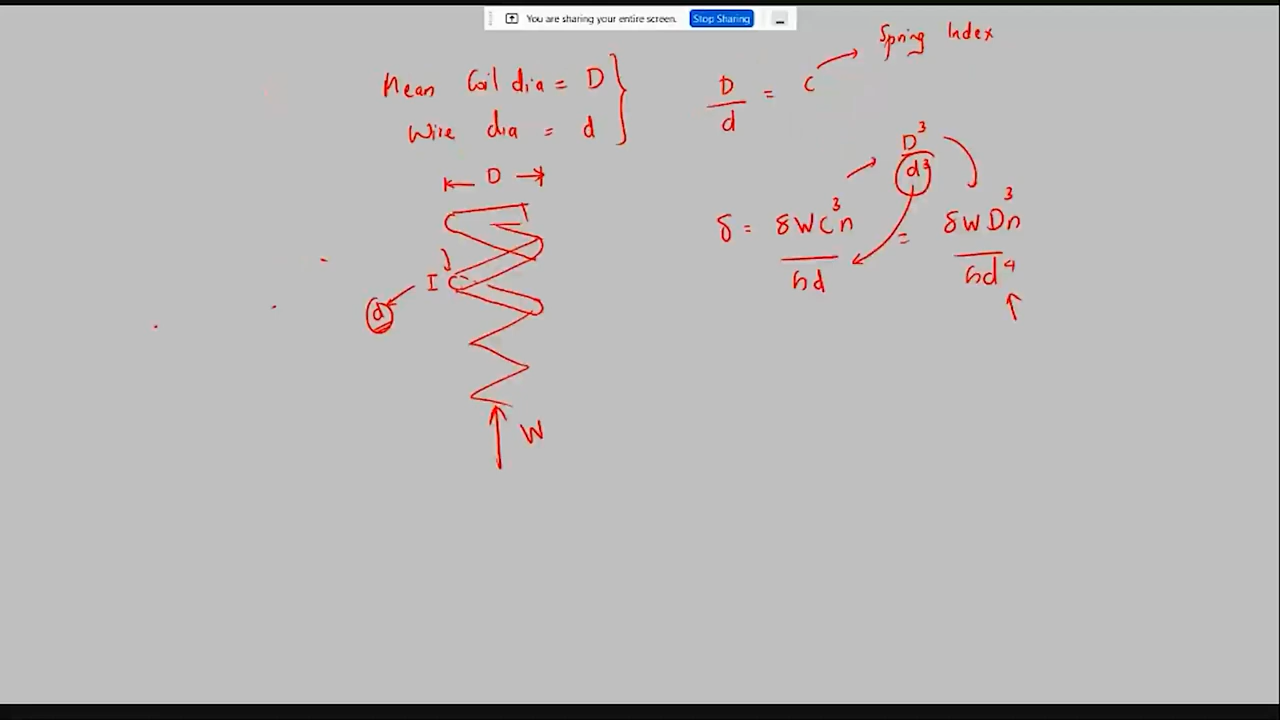 You are sharing your entire screen. Stop Sharing
Spring Index
Mean Coil dia = D
D/d = C
Wire dia = d
D³/d³
D
δ = 8WC³n/Gd = 8WD³n/Gd⁴
d
W